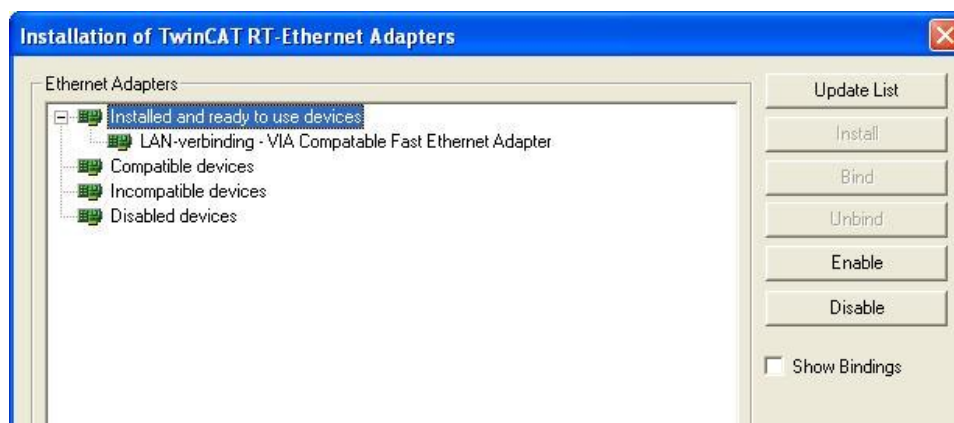 Installation of TwinCAT RT-Ethernet Adapters
Ethernet Adapters
Installed and ready to use devices
LAN-verbinding - VIA Compatable Fast Ethernet Adapter
Compatible devices
Incompatible devices
Disabled devices
Update List
Install
Bind
Unbind
Enable
Disable
Show Bindings